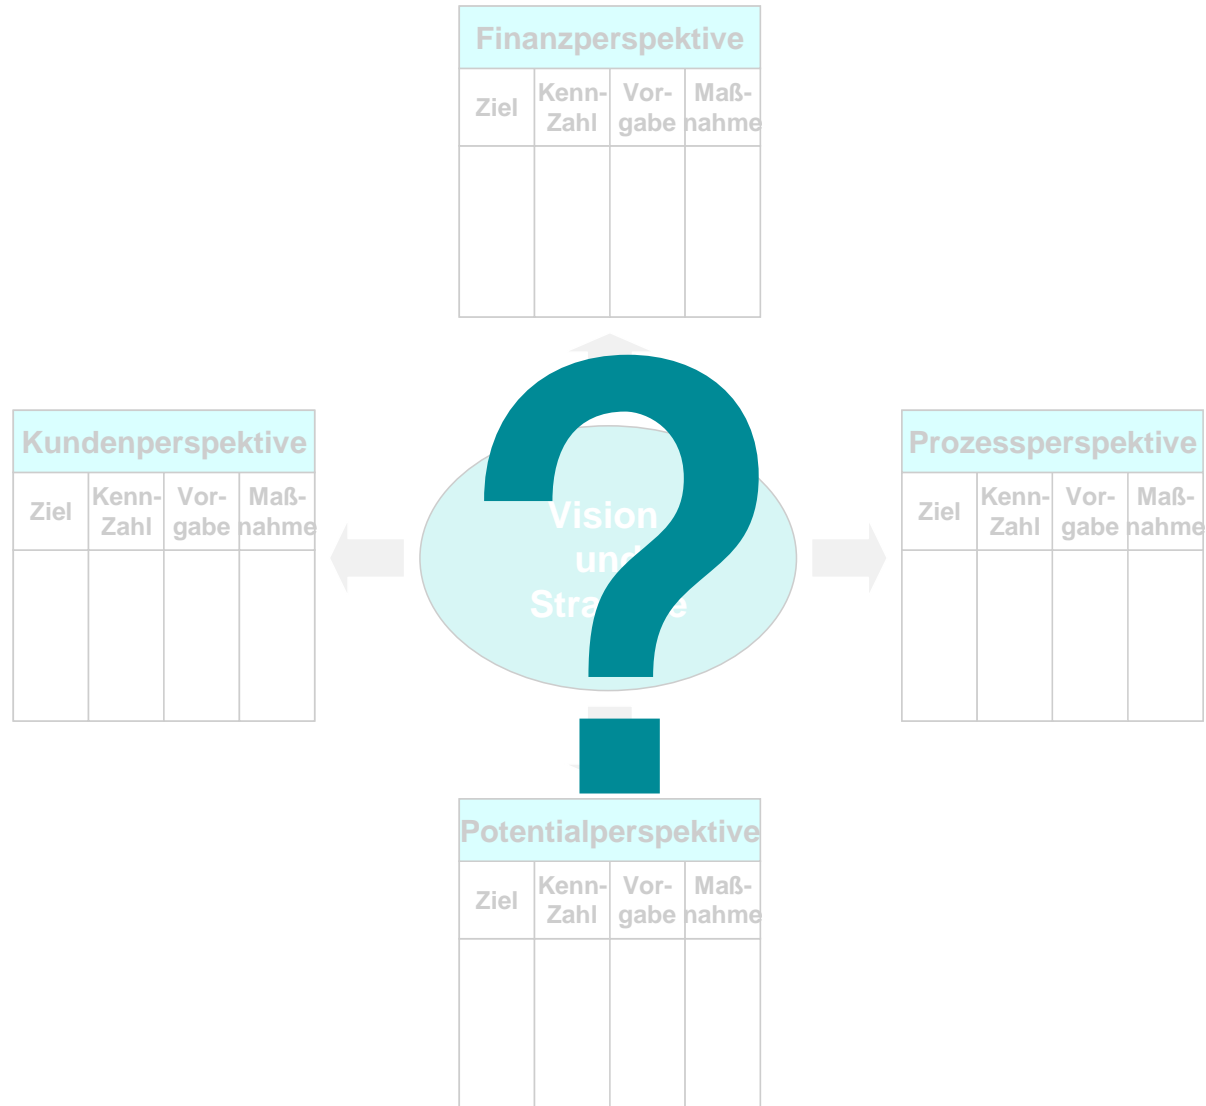 Finanzperspektive
Ziel
Kenn-
Zahl
Vor-
gabe
Maß-
nahme
Kundenperspektive
Ziel
Kenn-
Zahl
Vor-
gabe
Maß-
nahme
?
Vision
und
Prozessperspektive
Ziel
Kenn-
Zahl
Vor-
gabe
Maß-
nahme
Potentialperspektive
Ziel
Kenn-
Zahl
Vor-
gabe
Maß-
nahme